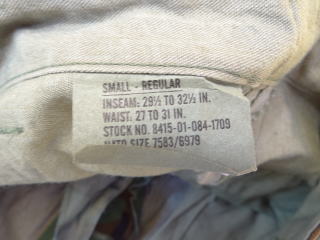 SMALL - REGULAR
INSEAM: 29½ TO 32½ IN.
WAIST: 27 TO 31 IN.
STOCK NO. 8415-01-084-1709
NATO SIZE 7583/6979